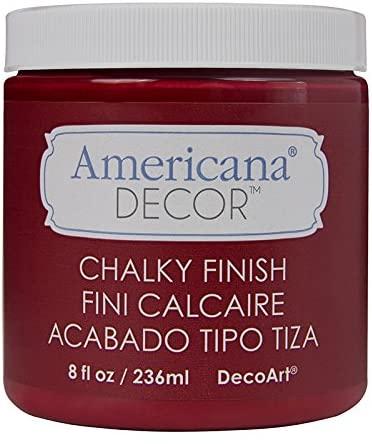 Americana®
DECOR™
CHALKY FINISH
FINI CALCAIRE
ACABADO TIPO TIZA
8 fl oz / 236ml DecoArt®